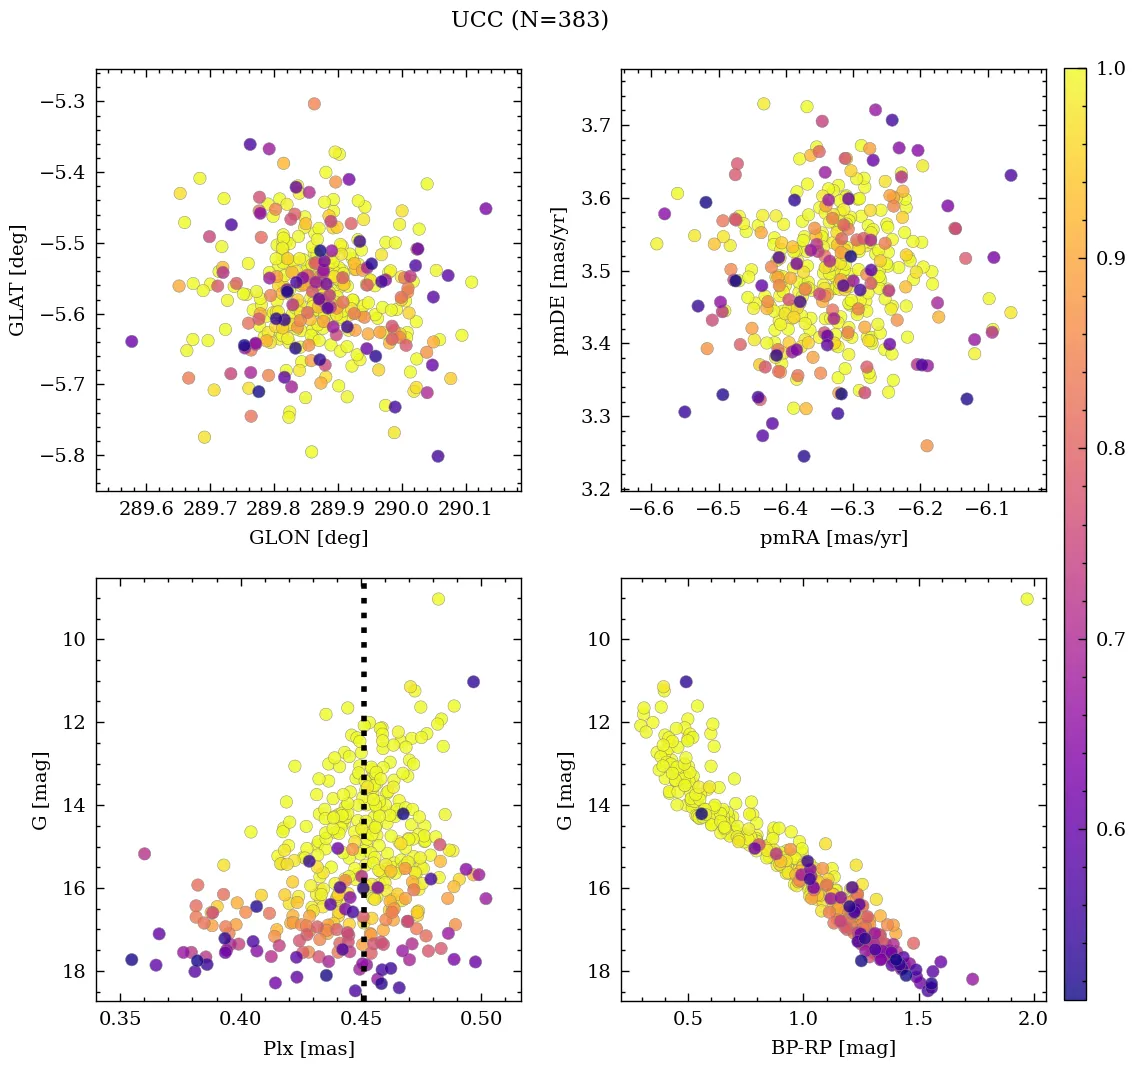 UCC (N=383)
−5.3
−5.4
−5.5
−5.6
−5.7
−5.8
GLAT [deg]
289.6 289.7 289.8 289.9 290.0 290.1
GLON [deg]
3.7
3.6
3.5
3.4
3.3
3.2
pmDE [mas/yr]
−6.6 −6.5 −6.4 −6.3 −6.2 −6.1
pmRA [mas/yr]
1.0
0.9
0.8
0.7
0.6
10
12
14
16
18
G [mag]
0.35 0.40 0.45 0.50
Plx [mas]
10
12
14
16
18
G [mag]
0.5 1.0 1.5 2.0
BP-RP [mag]